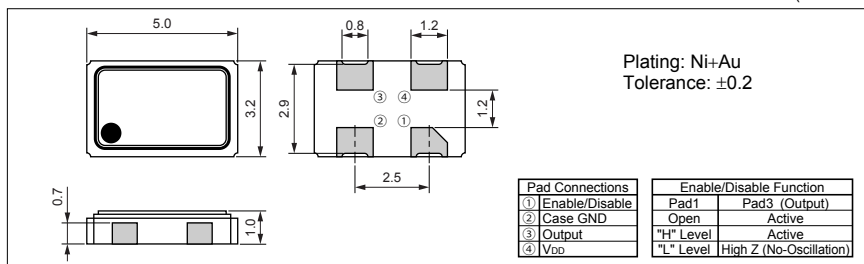 5.0
0.8
1.2
Plating: Ni+Au
Tolerance: ±0.2
3.2
2.9
③ ④
② ①
1.2
2.5
0.7
1.0
Pad Connections
① Enable/Disable
② Case GND
③ Output
④ VDD
Enable/Disable Function
Pad1 Pad3 (Output)
Open Active
"H" Level Active
"L" Level High Z (No-Oscillation)